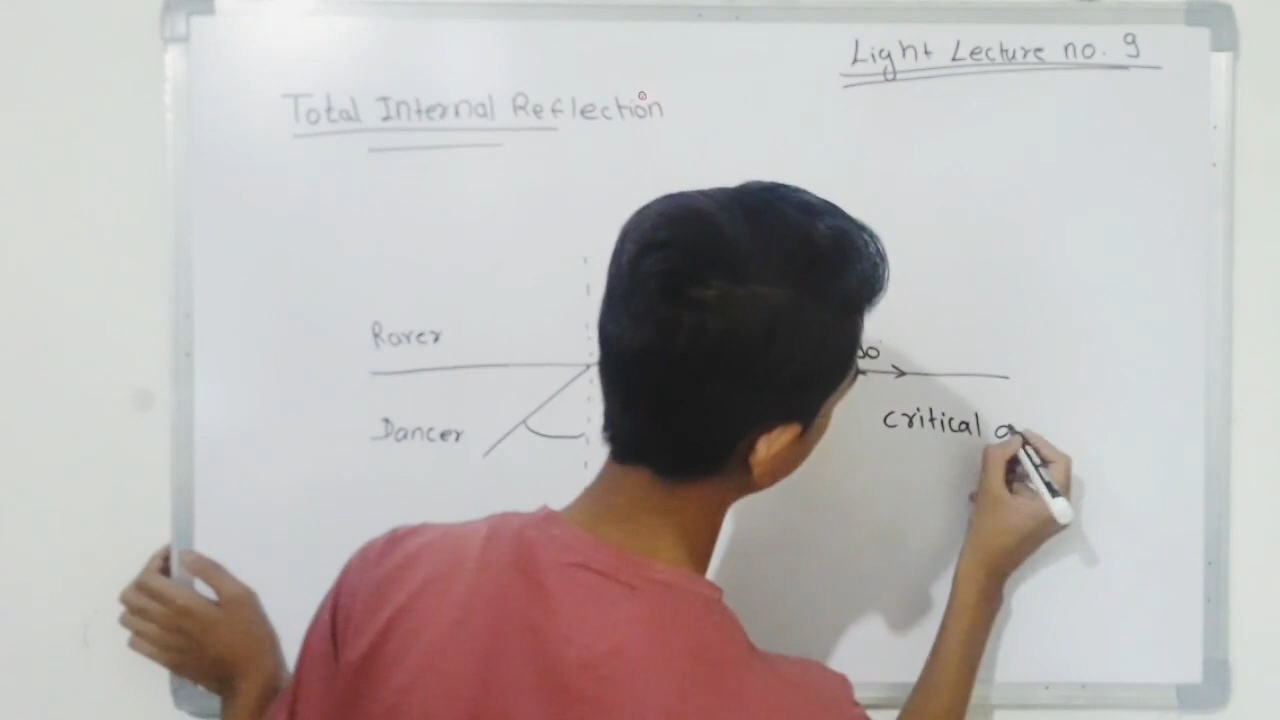 Light Lecture no. 9
Total Internal Reflection
Rarer
Dancer
critical